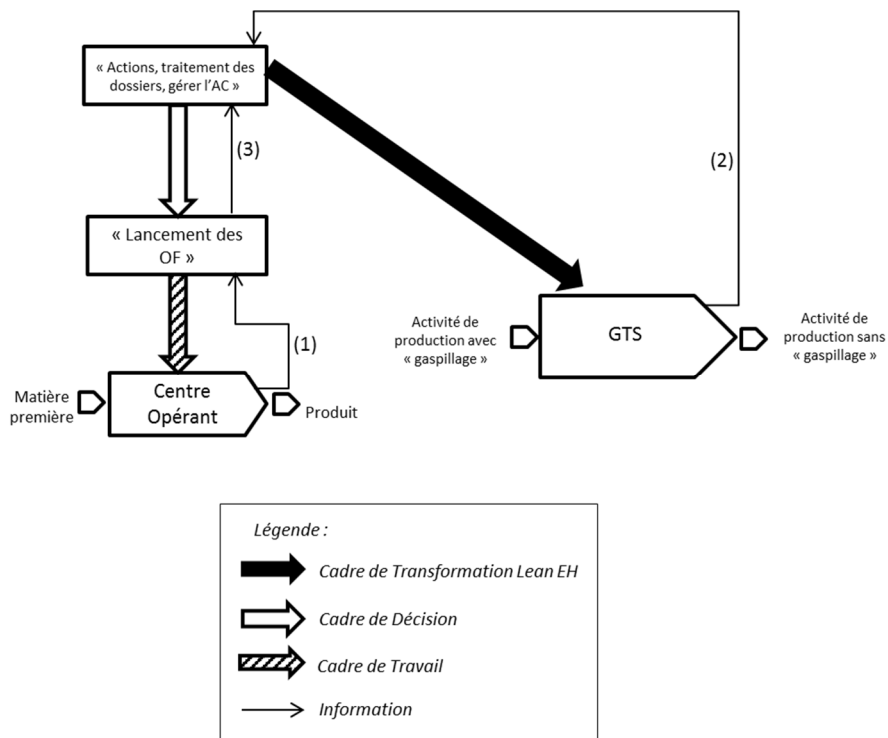 (2)
« Actions, traitement des
dossiers, gérer l'AC »
(3)
« Lancement des
OF »
(1)
Activité de
production avec
« gaspillage »
GTS
Activité de
production sans
« gaspillage »
Matière
première
Centre
Opérant
Produit
Légende :
Cadre de Transformation Lean EH
Cadre de Décision
Cadre de Travail
Information